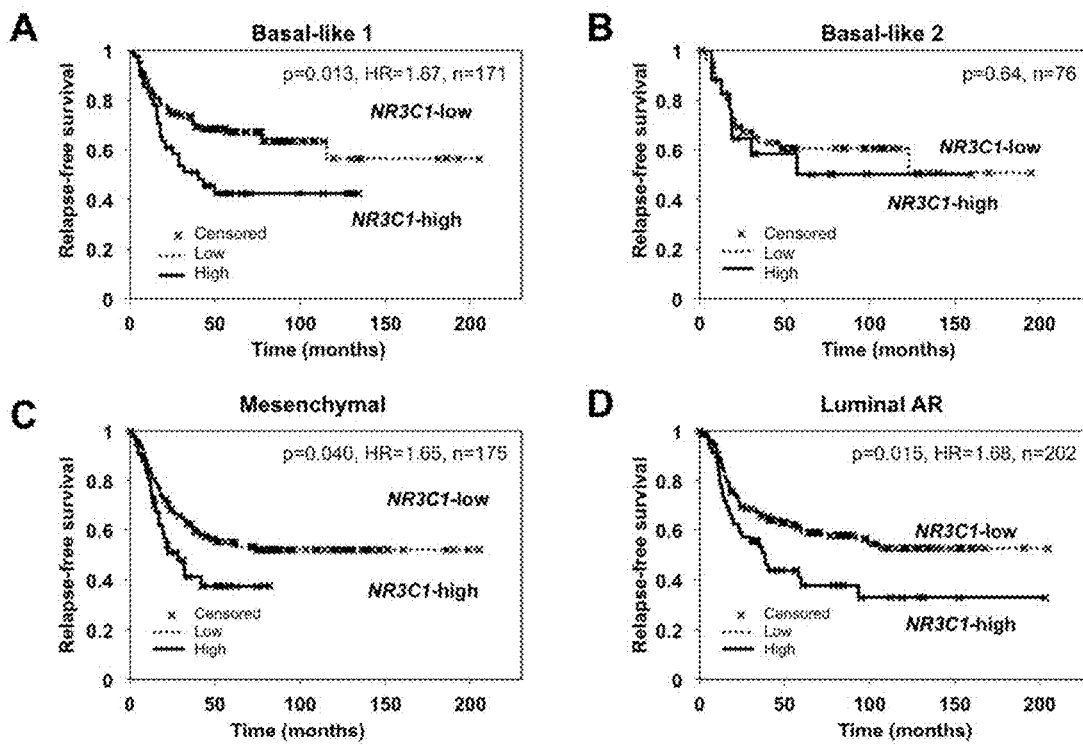 A
Basal-like 1
p=0.013, HR=1.87, n=171
NR3C1-low
NR3C1-high
Relapse-free survival
1
0.8
0.6
0.4
0.2
0
Censored
Low
High
0 50 100 150 200
Time (months)
B
Basal-like 2
p=0.64, n=76
NR3C1-low
NR3C1-high
Relapse-free survival
1
0.8
0.6
0.4
0.2
0
Censored
Low
High
0 50 100 150 200
Time (months)
C
Mesenchymal
p=0.040, HR=1.65, n=175
NR3C1-low
NR3C1-high
Relapse-free survival
1
0.8
0.6
0.4
0.2
0
Censored
Low
High
0 50 100 150 200
Time (months)
D
Luminal AR
p=0.015, HR=1.68, n=202
NR3C1-low
NR3C1-high
Relapse-free survival
1
0.8
0.6
0.4
0.2
0
Censored
Low
High
0 50 100 150 200
Time (months)